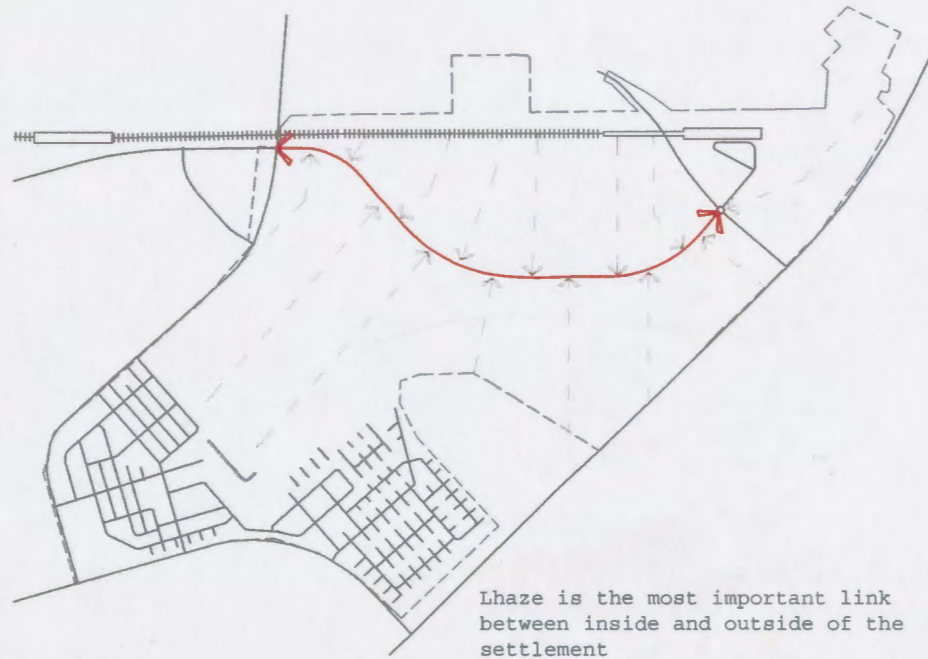 Lhaze is the most important link
between inside and outside of the
settlement